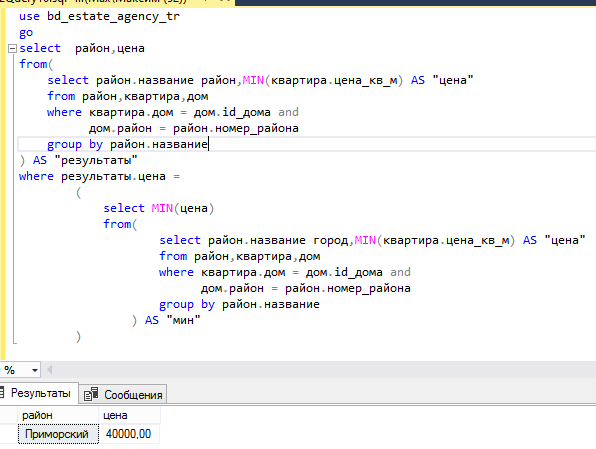 use bd_estate_agency_tr
go
select район,цена
from(
select район.название район,MIN(квартира.цена_кв_м) AS "цена"
from район,квартира,дом
where квартира.дом = дом.id_дома and
дом.район = район.номер_района
group by район.название
) AS "результаты"
where результаты.цена =
(
select MIN(цена)
from(
select район.название город,MIN(квартира.цена_кв_м) AS "цена"
from район,квартира,дом
where квартира.дом = дом.id_дома and
дом.район = район.номер_района
group by район.название
) AS "мин"
)
%
Результаты Сообщения
район цена
Приморский 40000,00